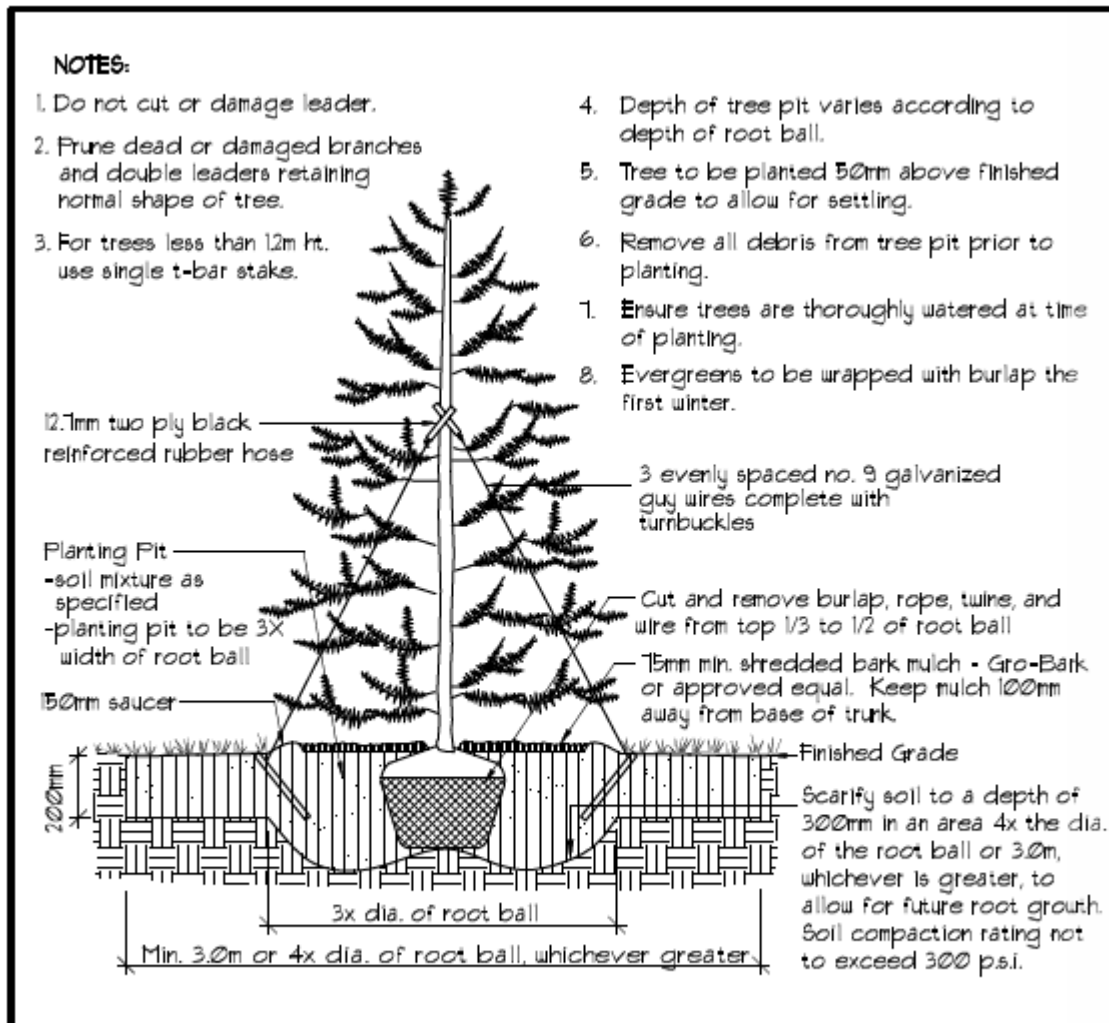 NOTES:
1. Do not cut or damage leader.
2. Prune dead or damaged branches
and double leaders retaining
normal shape of tree.
3. For trees less than 1.2m ht.
use single t-bar stake.
4. Depth of tree pit varies according to
depth of root ball.
5. Tree to be planted 50mm above finished
grade to allow for settling.
6. Remove all debris from tree pit prior to
planting.
7. Ensure trees are thoroughly watered at time
of planting.
8. Evergreens to be wrapped with burlap the
first winter.
12.7mm two ply black
reinforced rubber hose
3 evenly spaced no. 9 galvanized
guy wires complete with
turnbuckles
Planting Pit
-soil mixture as
specified
-planting pit to be 3X
width of root ball
Cut and remove burlap, rope, twine, and
wire from top 1/3 to 1/2 of root ball
75mm min. shredded bark mulch - Gro-Bark
or approved equal. Keep mulch 100mm
away from base of trunk.
150mm saucer
Finished Grade
200mm
Scarify soil to a depth of
300mm in an area 4x the dia.
of the root ball or 3.0m,
whichever is greater, to
allow for future root growth.
Soil compaction rating not
to exceed 300 p.s.i.
3x dia. of root ball
Min. 3.0m or 4x dia. of root ball, whichever greater